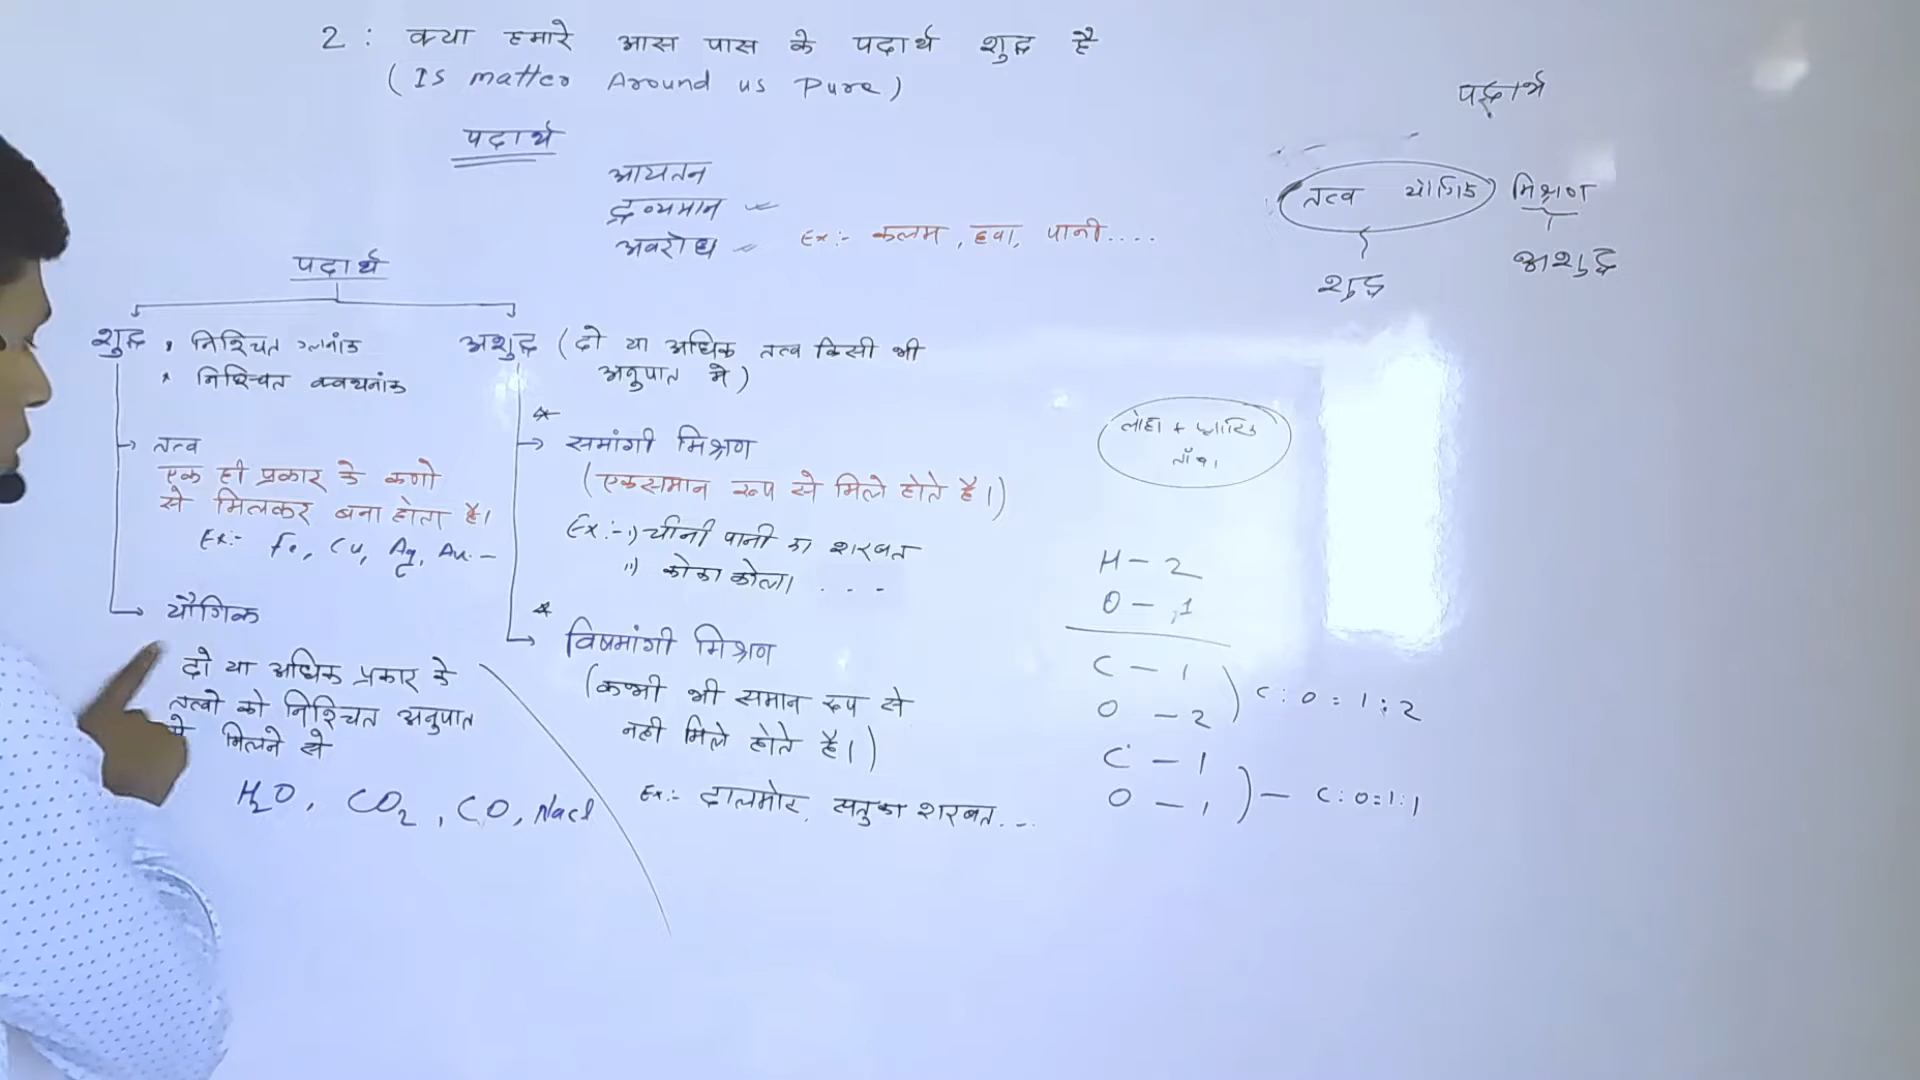 2 : क्या हमारे आस पास के पदार्थ शुद्ध है
(Is matter Around us Pure)
पदार्थ
आयतन
द्रव्यमान
अवरोध
Ex:- कलम, हवा, पानी....
पदार्थ
शुद्ध
* निश्चित गलनांक
* निश्चित क्वथनांक
→ तत्व
एक ही प्रकार के कणो
से मिलकर बना होता है।
Ex:- Fe, Cu, Ag, Au.-
→ यौगिक
दो या अधिक प्रकार के
तत्वो को निश्चित अनुपात
मे मिलने से
H2O, CO2, CO, Nacl
अशुद्ध (दो या अधिक तत्व किसी भी
अनुपात मे)
* → समांगी मिश्रण
(एकसमान रूप से मिले होते है।)
Ex:- i) चीनी पानी का शरबत
ii) कोका कोला ...
* → विषमांगी मिश्रण
(कभी भी समान रूप से
नही मिले होते है।)
Ex:- दालमोट, सतुका शरबत...
पदार्थ
तत्व यौगिक मिश्रण
शुद्ध
अशुद्ध
लोहा +
H - 2
O - 1
C - 1
O - 2
C : O = 1 : 2
C - 1
O - 1
- C : O = 1 : 1